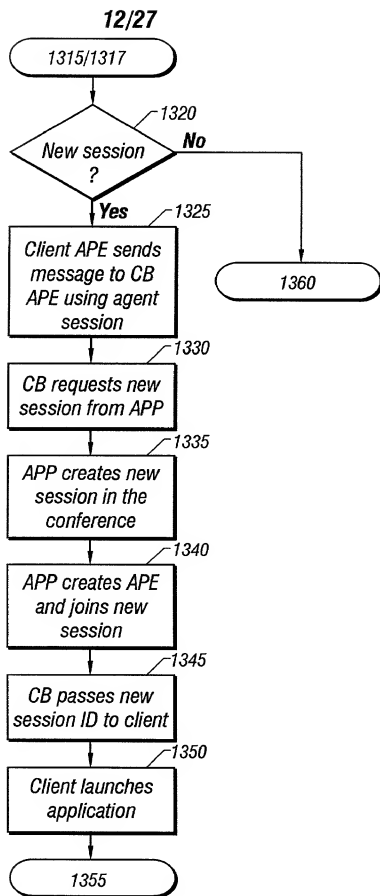 12/27
1315/1317
1320
New session
?
No
Yes
1325
Client APE sends
message to CB
APE using agent
session
1360
1330
CB requests new
session from APP
1335
APP creates new
session in the
conference
1340
APP creates APE
and joins new
session
1345
CB passes new
session ID to client
1350
Client launches
application
1355